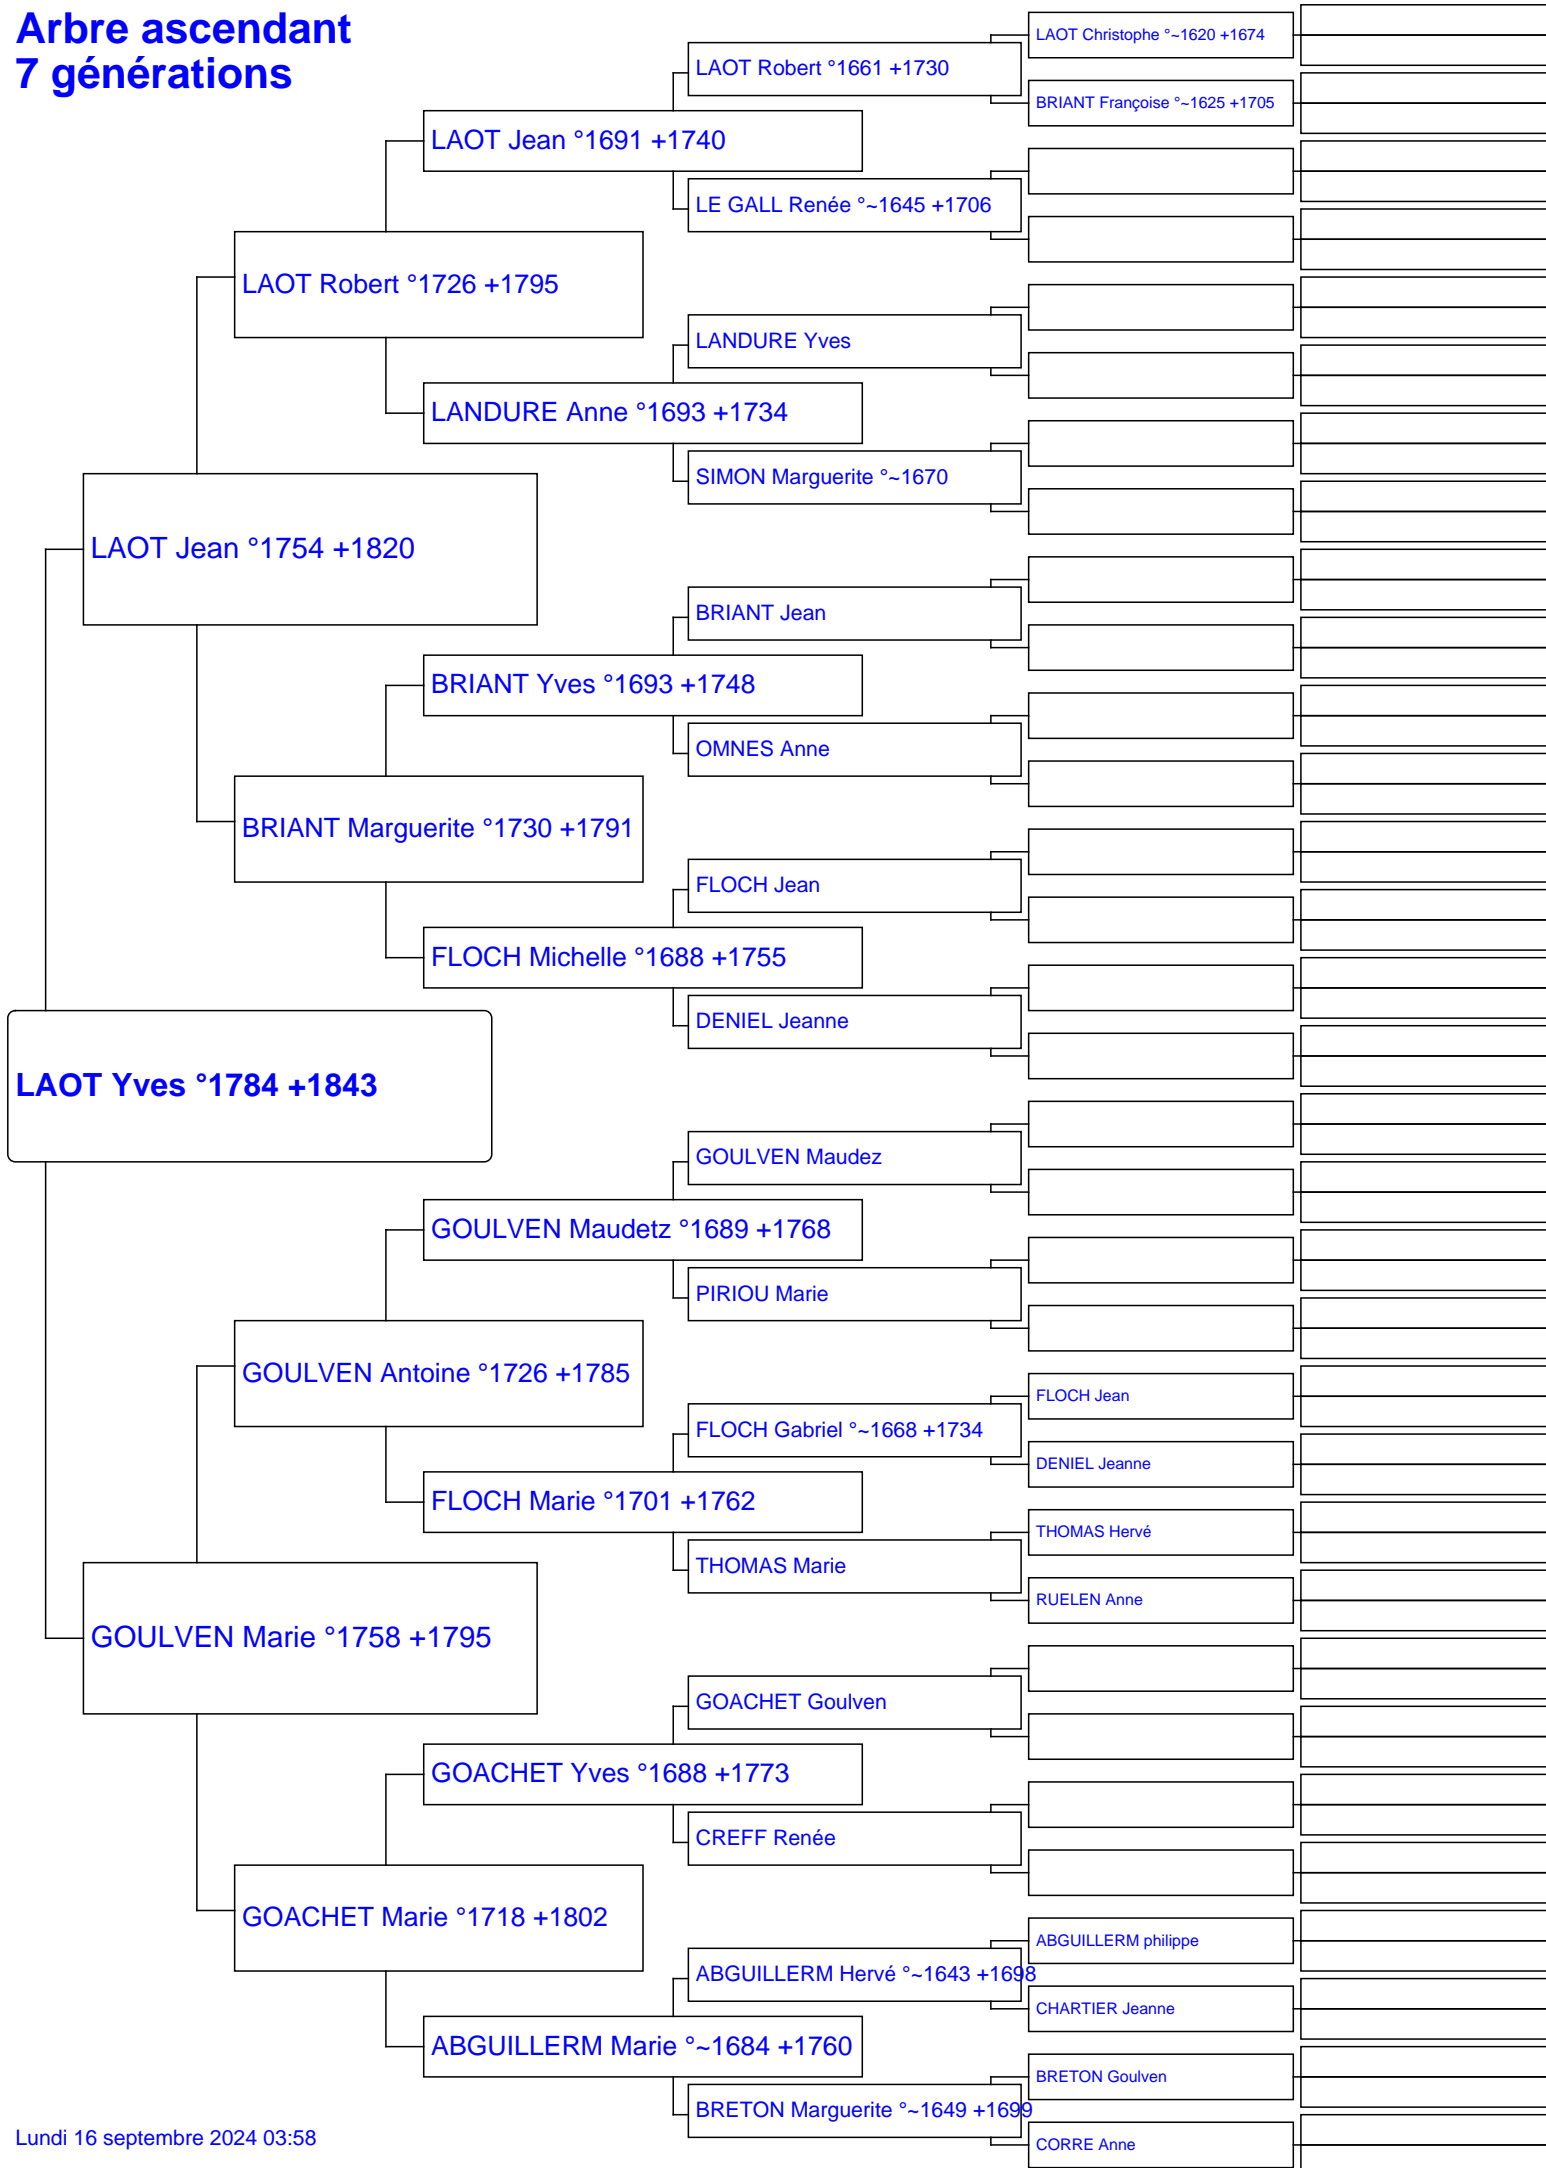 Arbre ascendant
7 générations
LAOT Christophe °~1620 +1674
LAOT Robert °1661 +1730
BRIANT Françoise °~1625 +1705
LAOT Jean °1691 +1740
LE GALL Renée °~1645 +1706
LAOT Robert °1726 +1795
LANDURE Yves
LANDURE Anne °1693 +1734
SIMON Marguerite °~1670
LAOT Jean °1754 +1820
BRIANT Jean
BRIANT Yves °1693 +1748
OMNES Anne
BRIANT Marguerite °1730 +1791
FLOCH Jean
FLOCH Michelle °1688 +1755
DENIEL Jeanne
LAOT Yves °1784 +1843
GOULVEN Maudez
GOULVEN Maudetz °1689 +1768
PIRIOU Marie
GOULVEN Antoine °1726 +1785
FLOCH Jean
FLOCH Gabriel °~1668 +1734
DENIEL Jeanne
FLOCH Marie °1701 +1762
THOMAS Hervé
THOMAS Marie
RUELEN Anne
GOULVEN Marie °1758 +1795
GOACHET Goulven
GOACHET Yves °1688 +1773
CREFF Renée
GOACHET Marie °1718 +1802
ABGUILLERM philippe
ABGUILLERM Hervé °~1643 +1698
CHARTIER Jeanne
ABGUILLERM Marie °~1684 +1760
BRETON Goulven
BRETON Marguerite °~1649 +1699
CORRE Anne
Lundi 16 septembre 2024 03:58